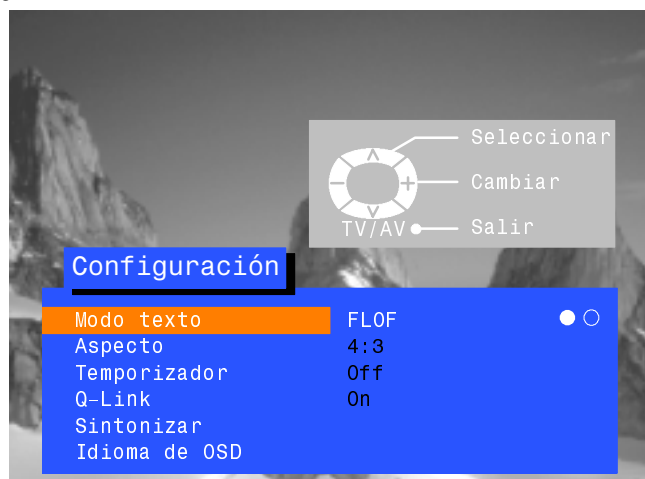 Seleccionar
Cambiar
TV/AV Salir
Configuración
Modo texto FLOF
Aspecto 4:3
Temporizador Off
Q-Link On
Sintonizar
Idioma de OSD